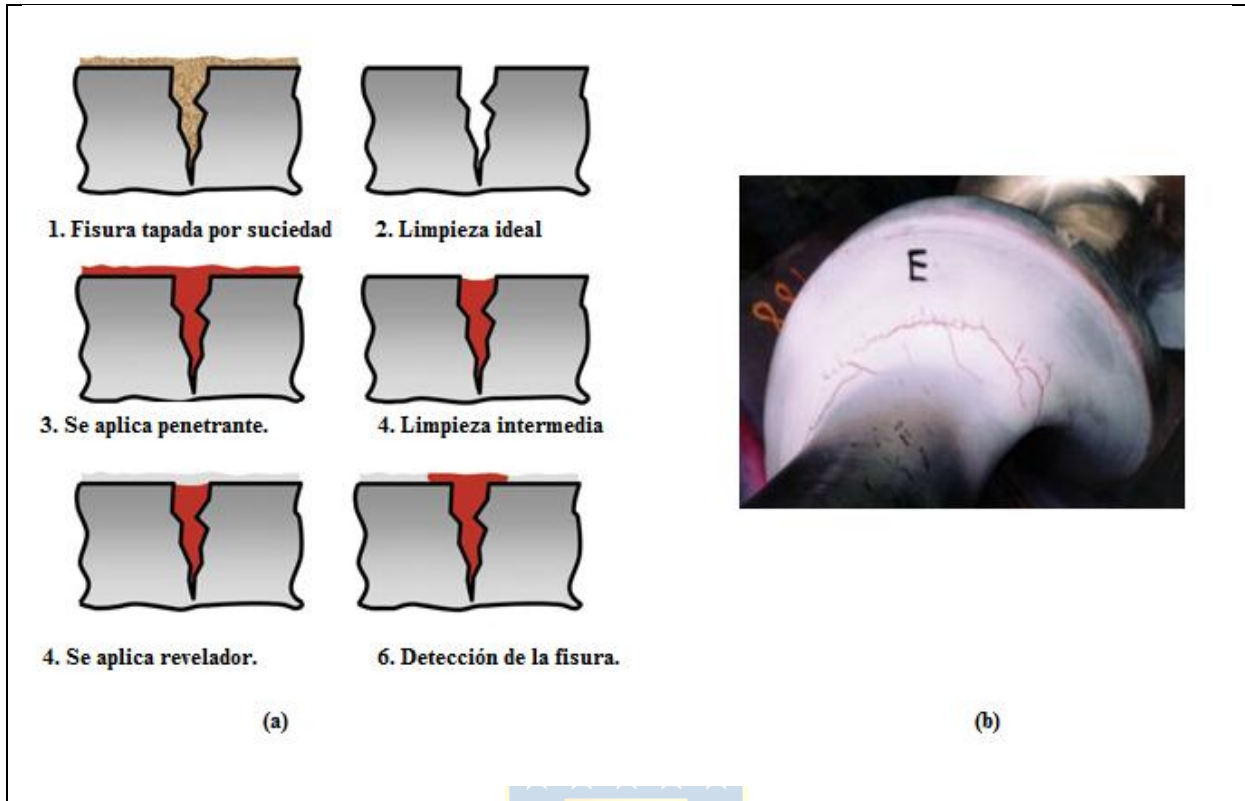 1. Fisura tapada por suciedad
2. Limpieza ideal
3. Se aplica penetrante.
4. Limpieza intermedia
4. Se aplica revelador.
6. Detección de la fisura.
E
(a)
(b)